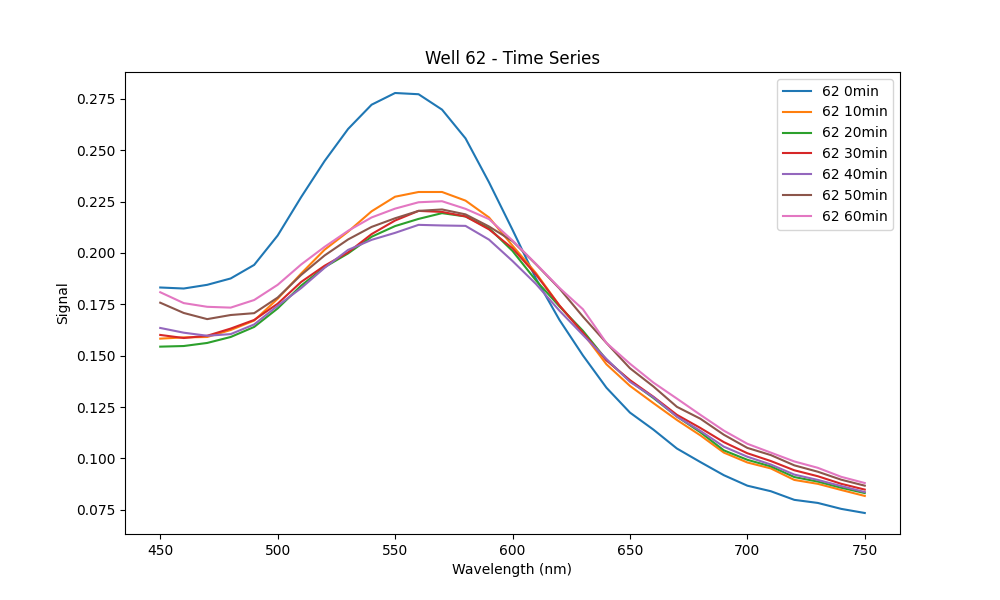 Well 62 - Time Series
62 0min
62 10min
62 20min
62 30min
62 40min
62 50min
62 60min
Signal
0.275
0.250
0.225
0.200
0.175
0.150
0.125
0.100
0.075
450 500 550 600 650 700 750
Wavelength (nm)